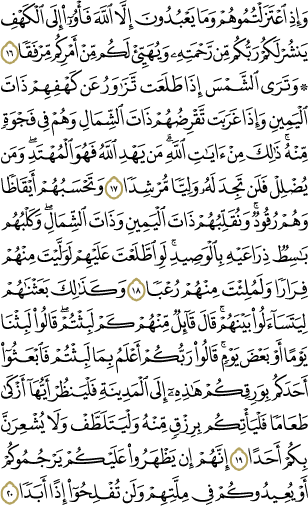 وَإِذِ ٱعْتَزَلْتُمُوهُمْ وَمَا يَعْبُدُونَ إِلَّا ٱللَّهَ فَأْوُۥٓا۟ إِلَى ٱلْكَهْفِ
يَنشُرْ لَكُمْ رَبُّكُم مِّن رَّحْمَتِهِۦ وَيُهَيِّئْ لَكُم مِّنْ أَمْرِكُم مِّرْفَقًا ١٦
۞ وَتَرَى ٱلشَّمْسَ إِذَا طَلَعَت تَّزَٰوَرُ عَن كَهْفِهِمْ ذَاتَ
ٱلْيَمِينِ وَإِذَا غَرَبَت تَّقْرِضُهُمْ ذَاتَ ٱلشِّمَالِ وَهُمْ فِى فَجْوَةٍ
مِّنْهُ ۚ ذَٰلِكَ مِنْ ءَايَٰتِ ٱللَّهِ ۗ مَن يَهْدِ ٱللَّهُ فَهُوَ ٱلْمُهْتَدِ ۖ وَمَن
يُضْلِلْ فَلَن تَجِدَ لَهُۥ وَلِيًّا مُّرْشِدًا ١٧ وَتَحْسَبُهُمْ أَيْقَاظًا
وَهُمْ رُقُودٌ ۚ وَنُقَلِّبُهُمْ ذَاتَ ٱلْيَمِينِ وَذَاتَ ٱلشِّمَالِ ۖ وَكَلْبُهُم
بَٰسِطٌ ذِرَاعَيْهِ بِٱلْوَصِيدِ ۚ لَوِ ٱطَّلَعْتَ عَلَيْهِمْ لَوَلَّيْتَ مِنْهُمْ
فِرَارًا وَلَمُلِئْتَ مِنْهُمْ رُعْبًا ١٨ وَكَذَٰلِكَ بَعَثْنَٰهُمْ
لِيَتَسَآءَلُوا۟ بَيْنَهُمْ ۚ قَالَ قَآئِلٌ مِّنْهُمْ كَمْ لَبِثْتُمْ ۖ قَالُوا۟ لَبِثْنَا
يَوْمًا أَوْ بَعْضَ يَوْمٍ ۚ قَالُوا۟ رَبُّكُمْ أَعْلَمُ بِمَا لَبِثْتُمْ فَٱبْعَثُوٓا۟
أَحَدَكُم بِوَرِقِكُمْ هَٰذِهِۦٓ إِلَى ٱلْمَدِينَةِ فَلْيَنظُرْ أَيُّهَآ أَزْكَىٰ
طَعَامًا فَلْيَأْتِكُم بِرِزْقٍ مِّنْهُ وَلْيَتَلَطَّفْ وَلَا يُشْعِرَنَّ
بِكُمْ أَحَدًا ١٩ إِنَّهُمْ إِن يَظْهَرُوا۟ عَلَيْكُمْ يَرْجُمُوكُمْ
أَوْ يُعِيدُوكُمْ فِى مِلَّتِهِمْ وَلَن تُفْلِحُوٓا۟ إِذًا أَبَدًا ٢٠